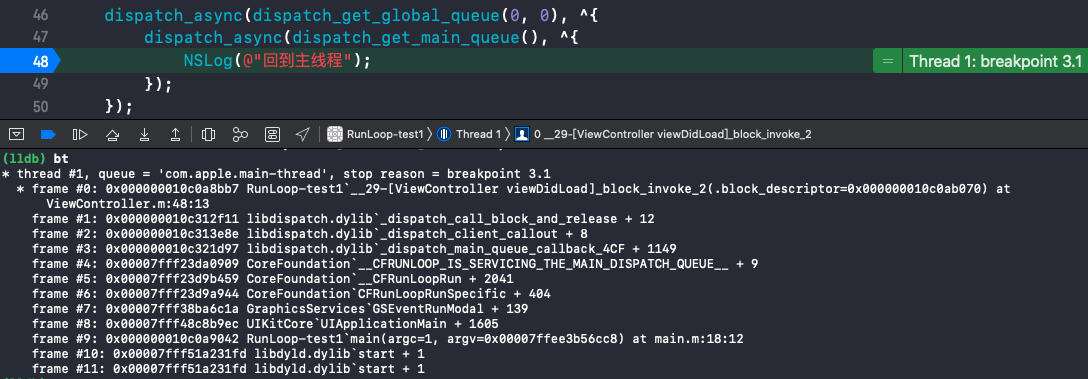 46 dispatch_async(dispatch_get_global_queue(0, 0), ^{
47 dispatch_async(dispatch_get_main_queue(), ^{
48 NSLog(@"回到主线程"); = Thread 1: breakpoint 3.1
49 });
50 });
RunLoop-test1 〉 Thread 1 〉 0 __29-[ViewController viewDidLoad]_block_invoke_2
(lldb) bt
* thread #1, queue = 'com.apple.main-thread', stop reason = breakpoint 3.1
* frame #0: 0x000000010c0a8bb7 RunLoop-test1`__29-[ViewController viewDidLoad]_block_invoke_2(.block_descriptor=0x000000010c0ab070) at
ViewController.m:48:13
frame #1: 0x000000010c312f11 libdispatch.dylib`_dispatch_call_block_and_release + 12
frame #2: 0x000000010c313e8e libdispatch.dylib`_dispatch_client_callout + 8
frame #3: 0x000000010c321d97 libdispatch.dylib`_dispatch_main_queue_callback_4CF + 1149
frame #4: 0x00007fff23da0909 CoreFoundation`__CFRUNLOOP_IS_SERVICING_THE_MAIN_DISPATCH_QUEUE__ + 9
frame #5: 0x00007fff23d9b459 CoreFoundation`__CFRunLoopRun + 2041
frame #6: 0x00007fff23d9a944 CoreFoundation`CFRunLoopRunSpecific + 404
frame #7: 0x00007fff38ba6c1a GraphicsServices`GSEventRunModal + 139
frame #8: 0x00007fff48c8b9ec UIKitCore`UIApplicationMain + 1605
frame #9: 0x000000010c0a9042 RunLoop-test1`main(argc=1, argv=0x00007ffee3b56cc8) at main.m:18:12
frame #10: 0x00007fff51a231fd libdyld.dylib`start + 1
frame #11: 0x00007fff51a231fd libdyld.dylib`start + 1